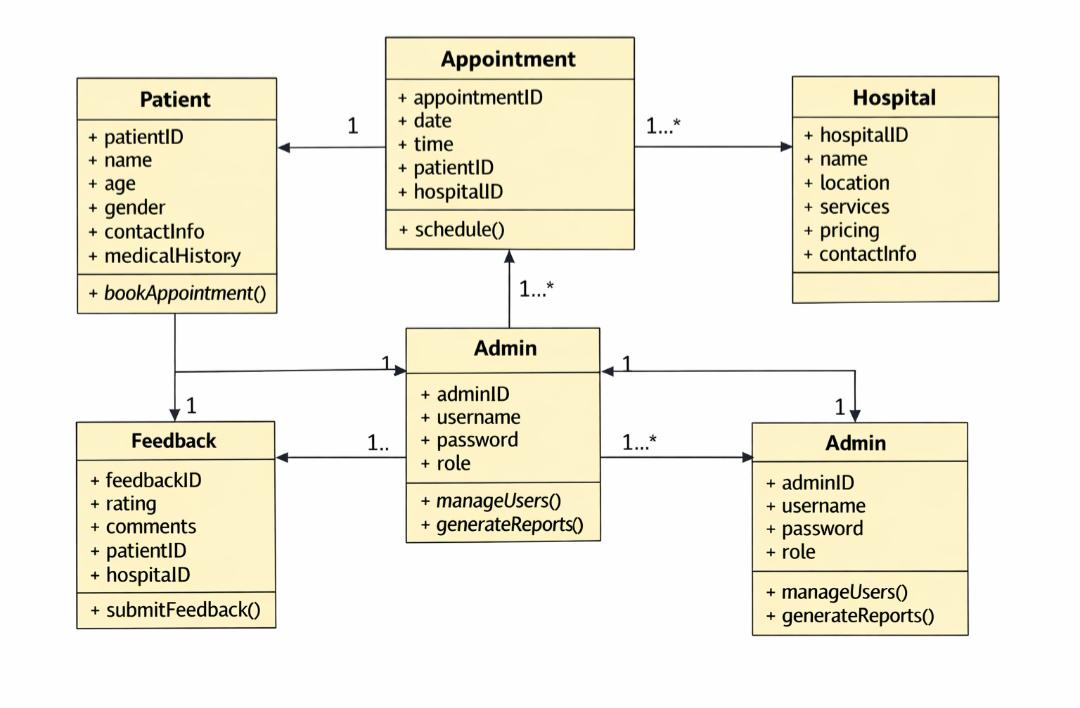 Patient
+ patientID
+ name
+ age
+ gender
+ contactInfo
+ medicalHistory
+ bookAppointment()
1
Appointment
+ appointmentID
+ date
+ time
+ patientID
+ hospitalID
+ schedule()
1...*
Hospital
+ hospitalID
+ name
+ location
+ services
+ pricing
+ contactInfo
1...*
1
1
Feedback
+ feedbackID
+ rating
+ comments
+ patientID
+ hospitaID
+ submitFeedback()
1..
Admin
+ adminID
+ username
+ password
+ role
+ manageUsers()
+ generateReports()
1
1...*
1
Admin
+ adminID
+ username
+ password
+ role
+ manageUsers()
+ generateReports()